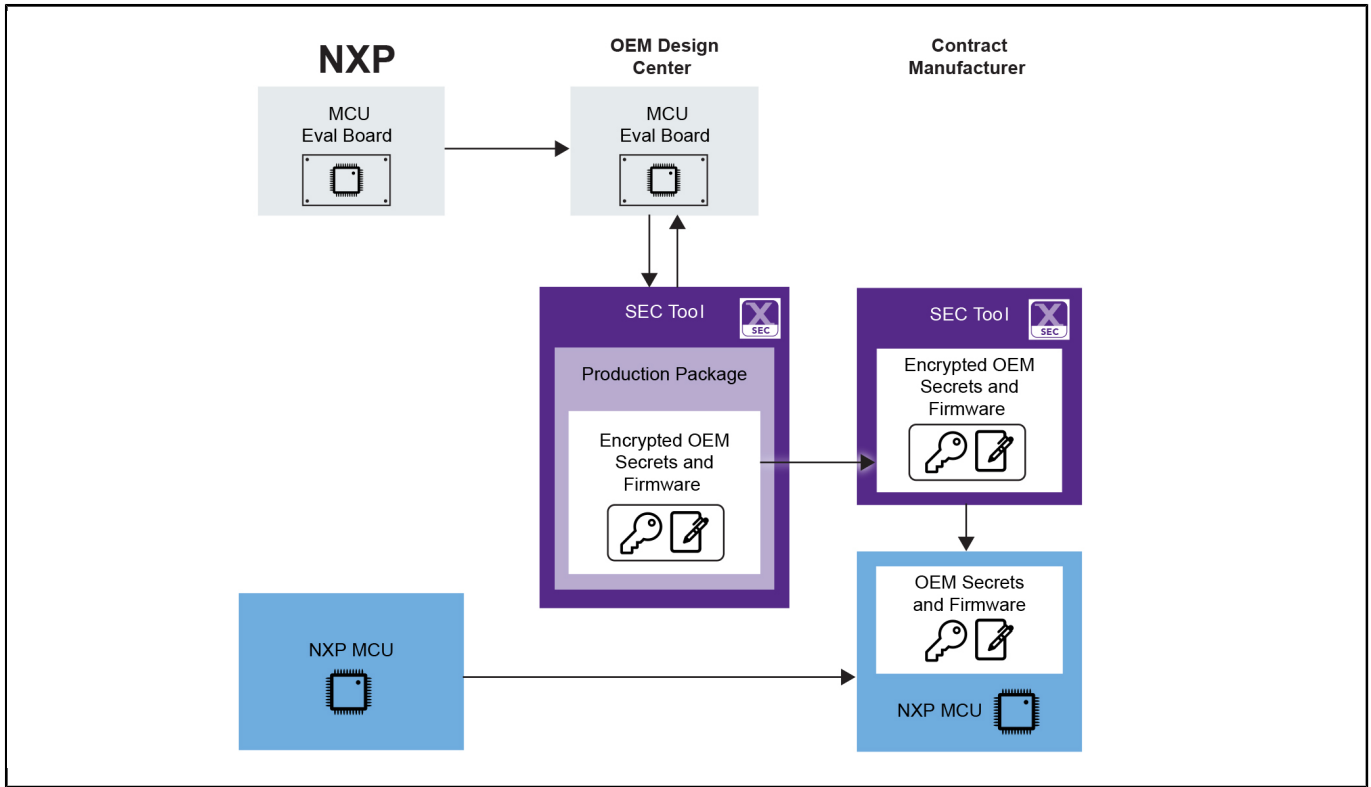 NXP
OEM Design
Center
Contract
Manufacturer
MCU
Eval Board
MCU
Eval Board
SEC Tool
X
SEC
Production Package
Encrypted OEM
Secrets and
Firmware
SEC Tool
X
SEC
Encrypted OEM
Secrets and
Firmware
NXP MCU
OEM Secrets
and Firmware
NXP MCU